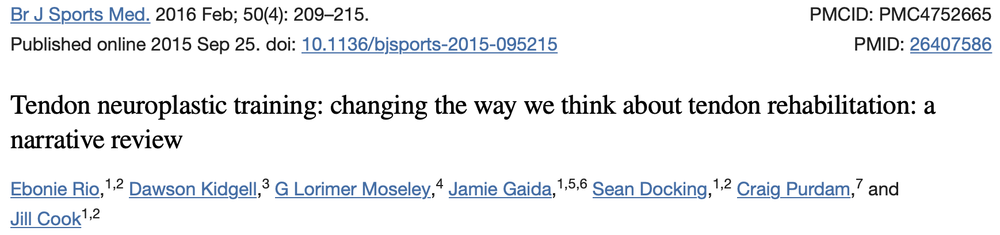 Br J Sports Med. 2016 Feb; 50(4): 209–215. PMCID: PMC4752665
Published online 2015 Sep 25. doi: 10.1136/bjsports-2015-095215 PMID: 26407586
Tendon neuroplastic training: changing the way we think about tendon rehabilitation: a
narrative review
Ebonie Rio,1,2 Dawson Kidgell,3 G Lorimer Moseley,4 Jamie Gaida,1,5,6 Sean Docking,1,2 Craig Purdam,7 and
Jill Cook1,2